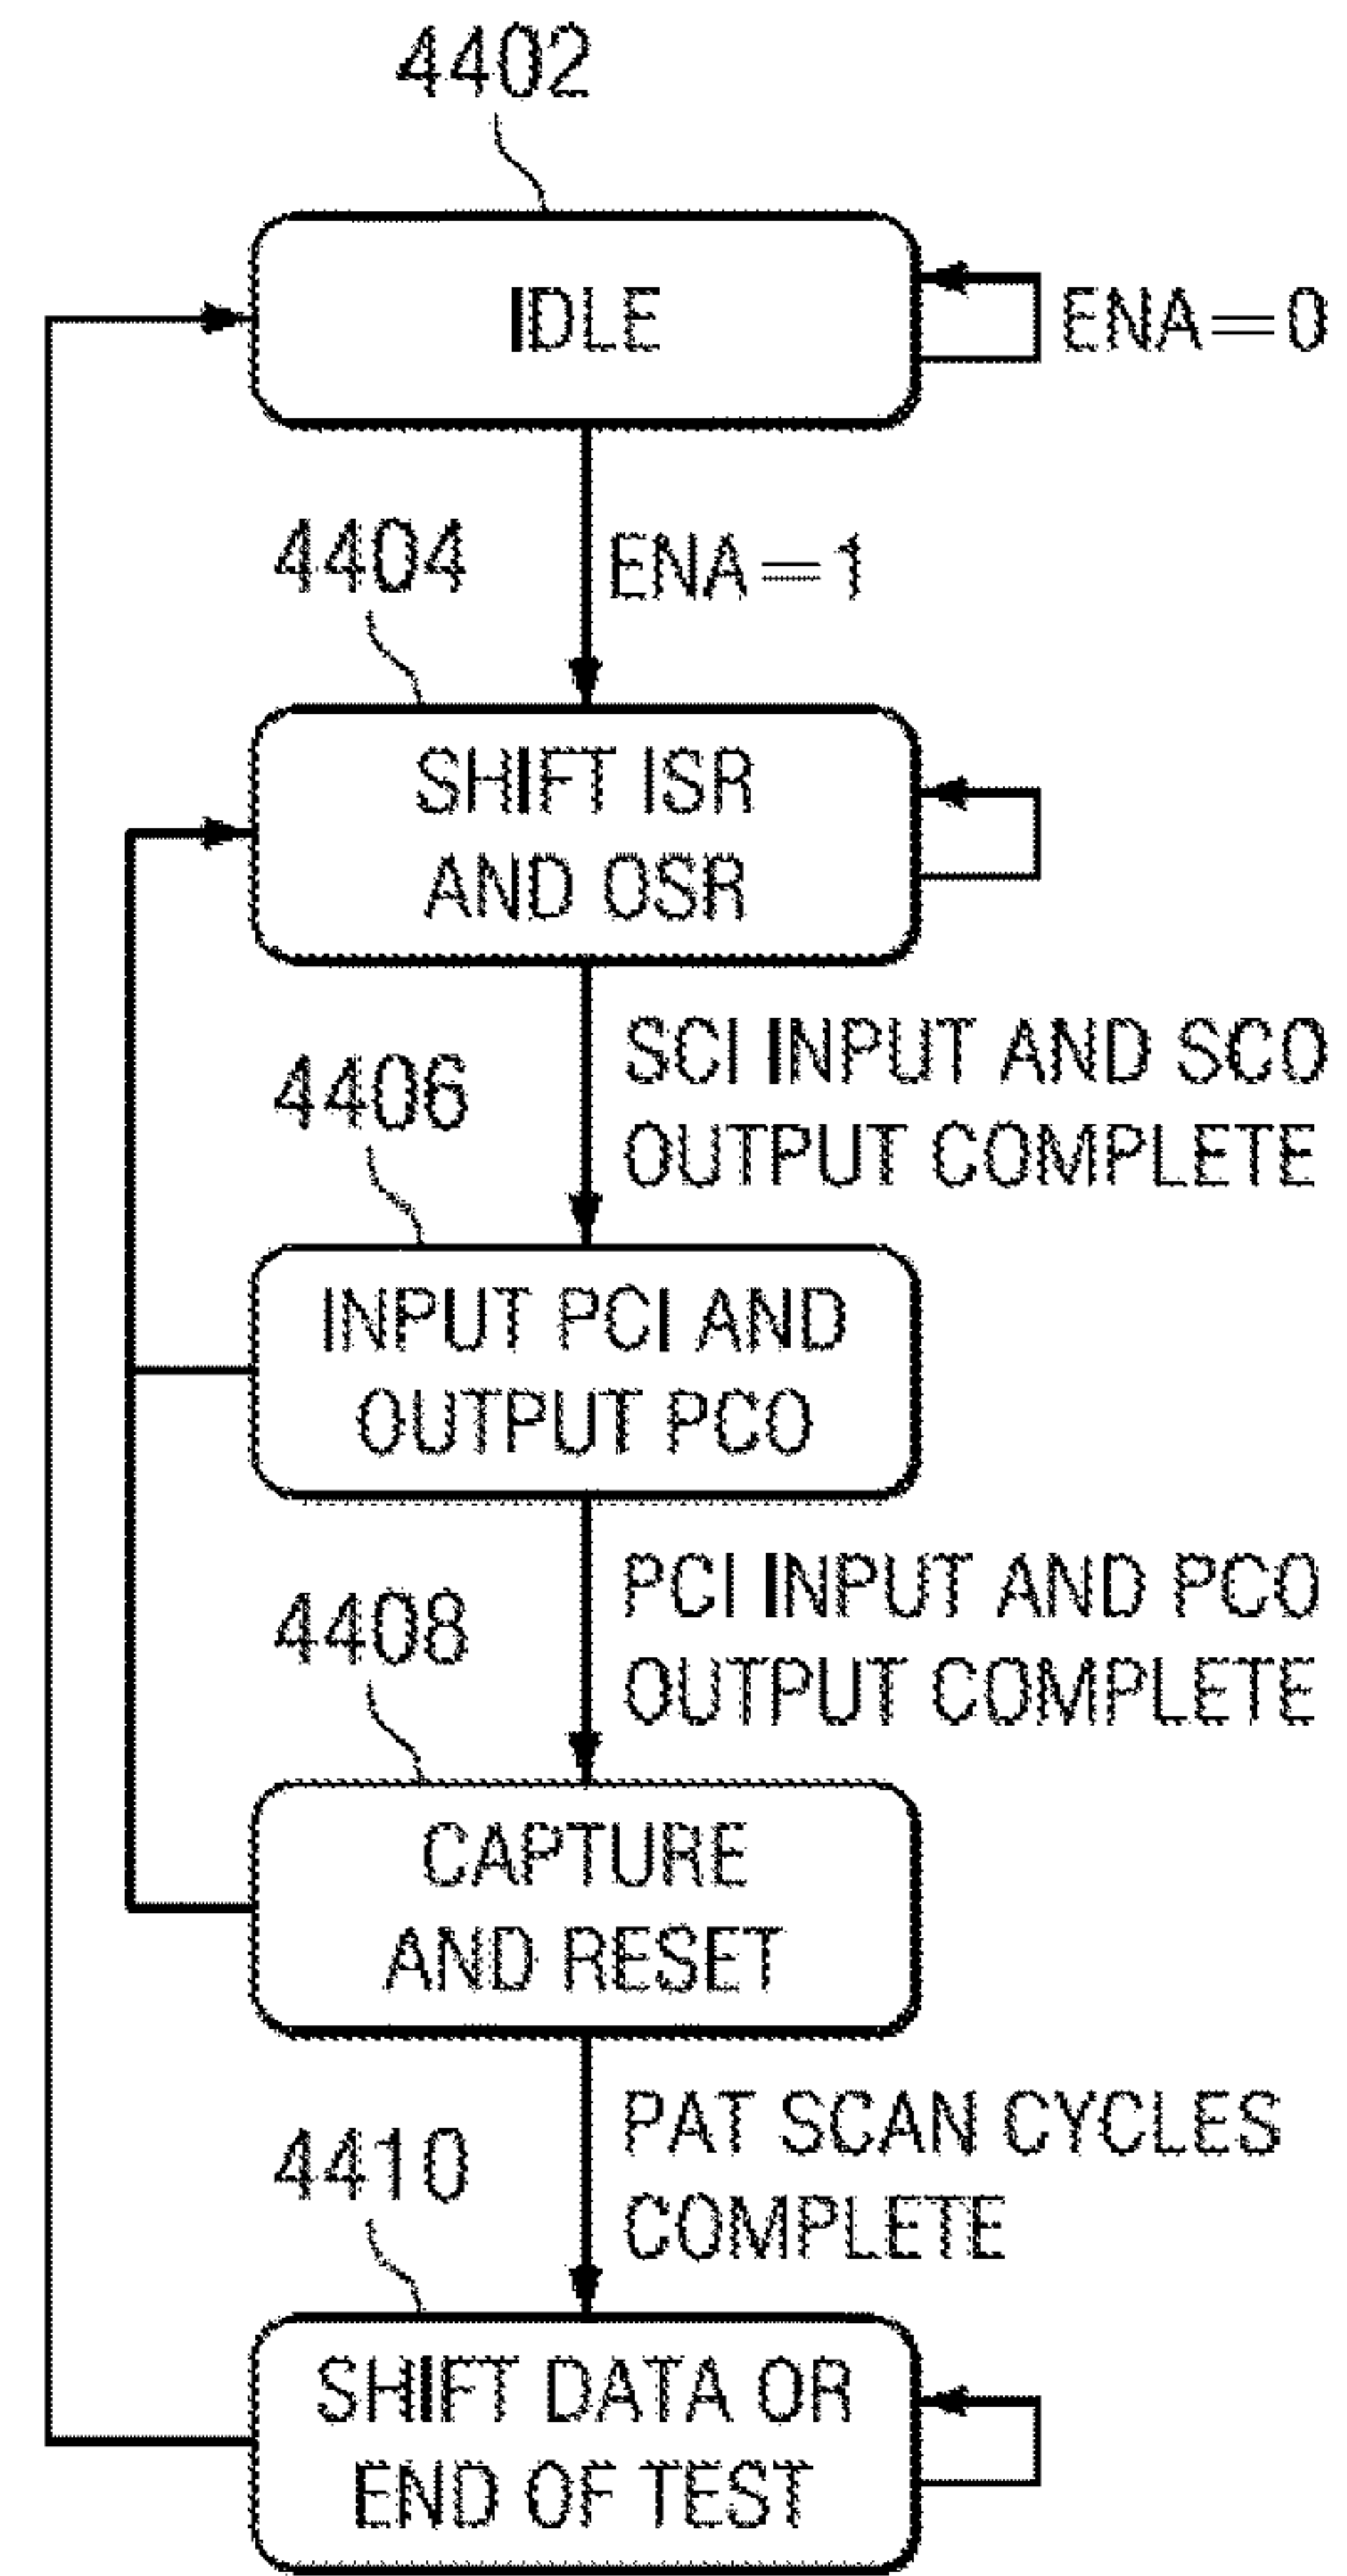 4402
IDLE
ENA=0
4404
ENA=1
SHIFT ISR
AND OSR
4406
SCI INPUT AND SCO
OUTPUT COMPLETE
INPUT PCI AND
OUTPUT PCO
4408
PCI INPUT AND PCO
OUTPUT COMPLETE
CAPTURE
AND RESET
4410
PAT SCAN CYCLES
COMPLETE
SHIFT DATA OR
END OF TEST